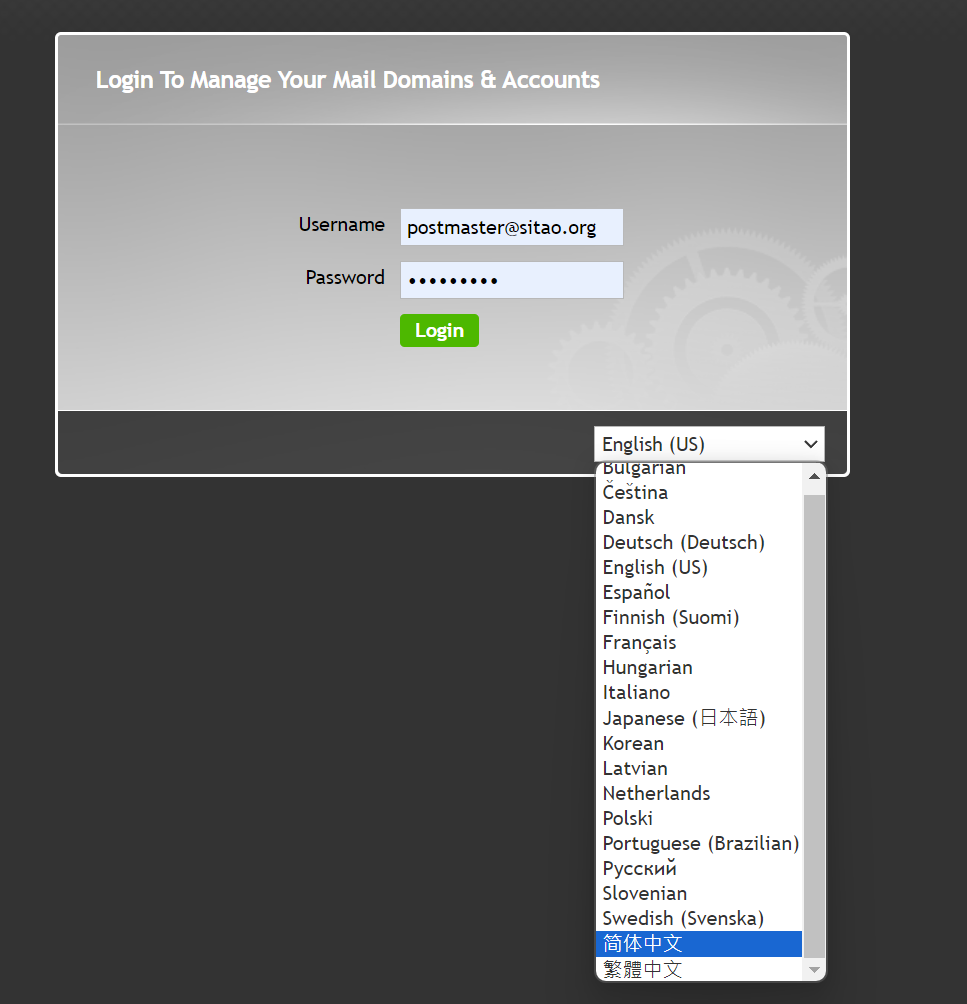 Login To Manage Your Mail Domains & Accounts
Username
postmaster@sitao.org
Password
•••••••••
Login
English (US)
Bulgarian
Čeština
Dansk
Deutsch (Deutsch)
English (US)
Español
Finnish (Suomi)
Français
Hungarian
Italiano
Japanese (日本語)
Korean
Latvian
Netherlands
Polski
Portuguese (Brazilian)
Русский
Slovenian
Swedish (Svenska)
简体中文
繁體中文